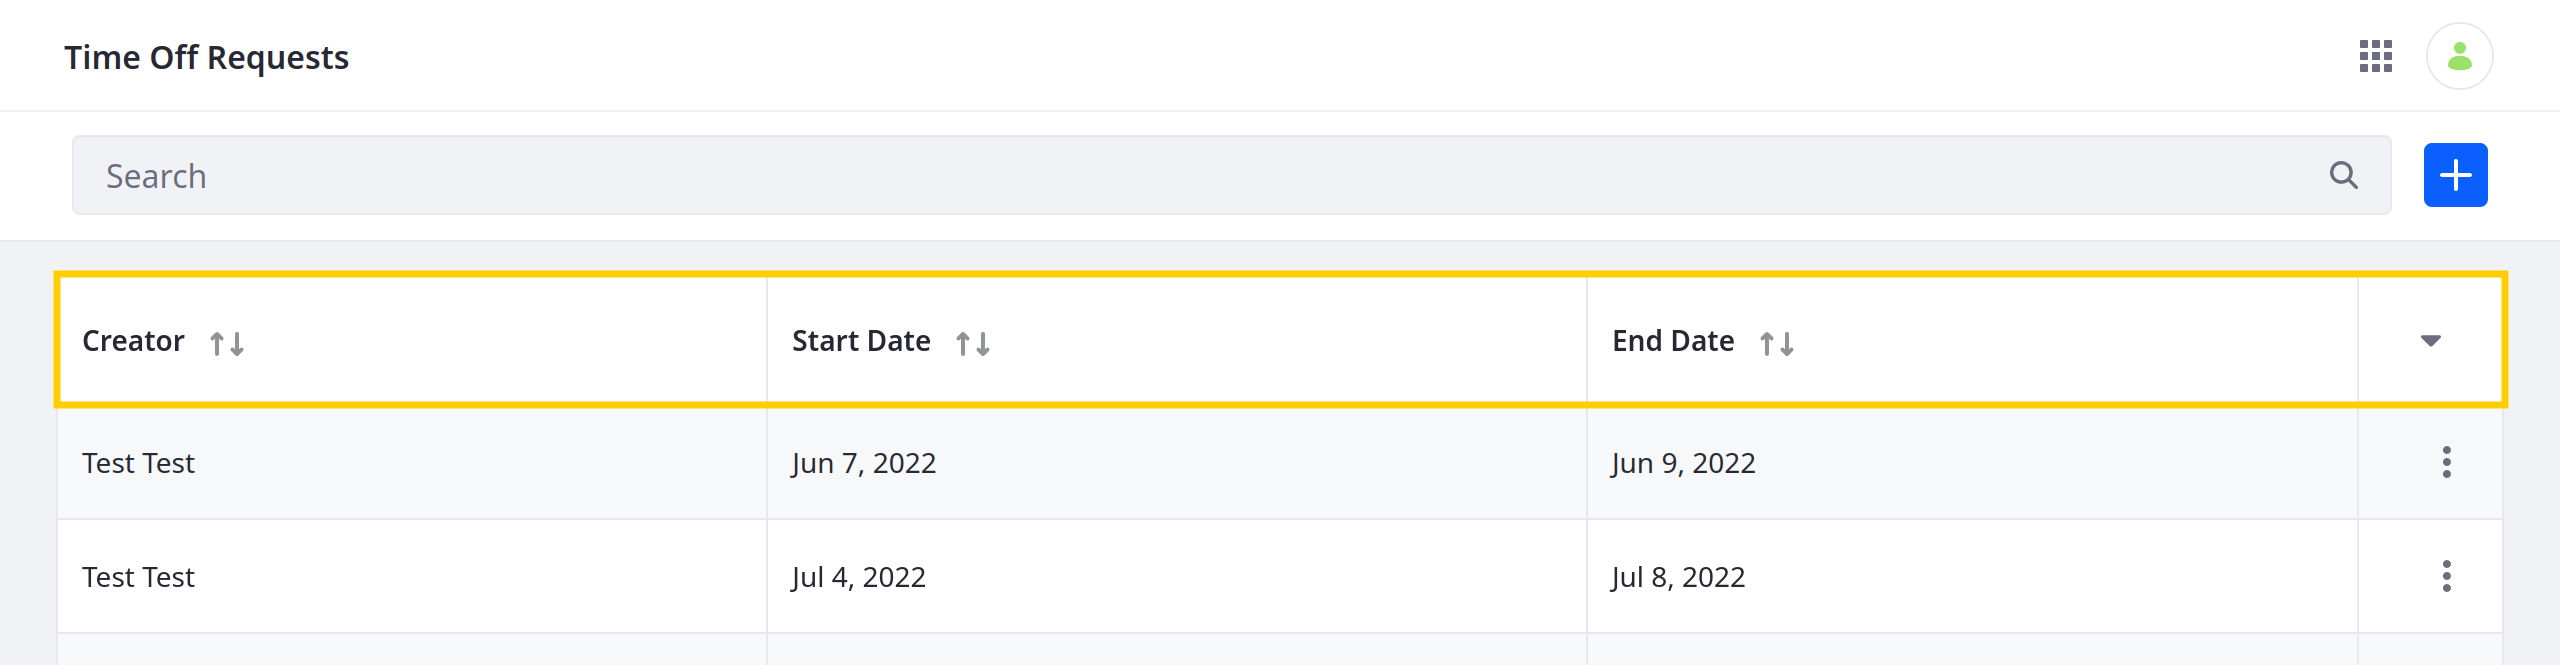 Time Off Requests
Search
Creator Start Date End Date
Test Test Jun 7, 2022 Jun 9, 2022
Test Test Jul 4, 2022 Jul 8, 2022